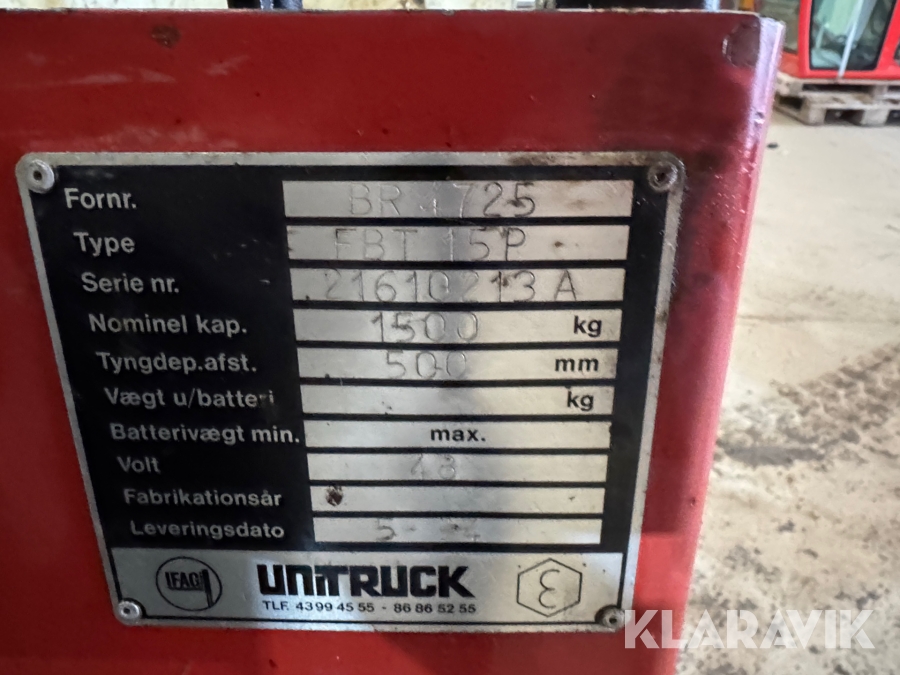 Fornr. BR 4725
Type FBT 15P
Serie nr. 21610213 A
Nominel kap. 1500 kg
Tyngdep.afst. 500 mm
Vægt u/batteri kg
Batterivægt min. max.
Volt 48
Fabrikationsår
Leveringsdato
IFAG UNITRUCK Ɛ
TLF. 43 99 45 55 - 86 86 52 55
KLARAVIK